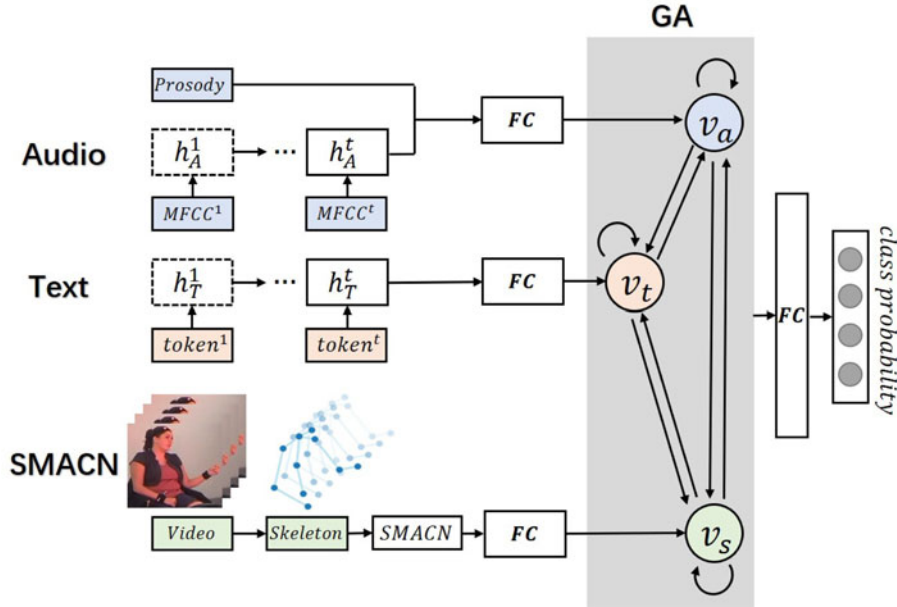 GA
Prosody
Audio
h_A^1 ... h_A^t
FC
v_a
MFCC^1 MFCC^t
Text
h_T^1 ... h_T^t
FC
v_t
token^1 token^t
FC
class probability
SMACN
Video Skeleton SMACN FC
v_s